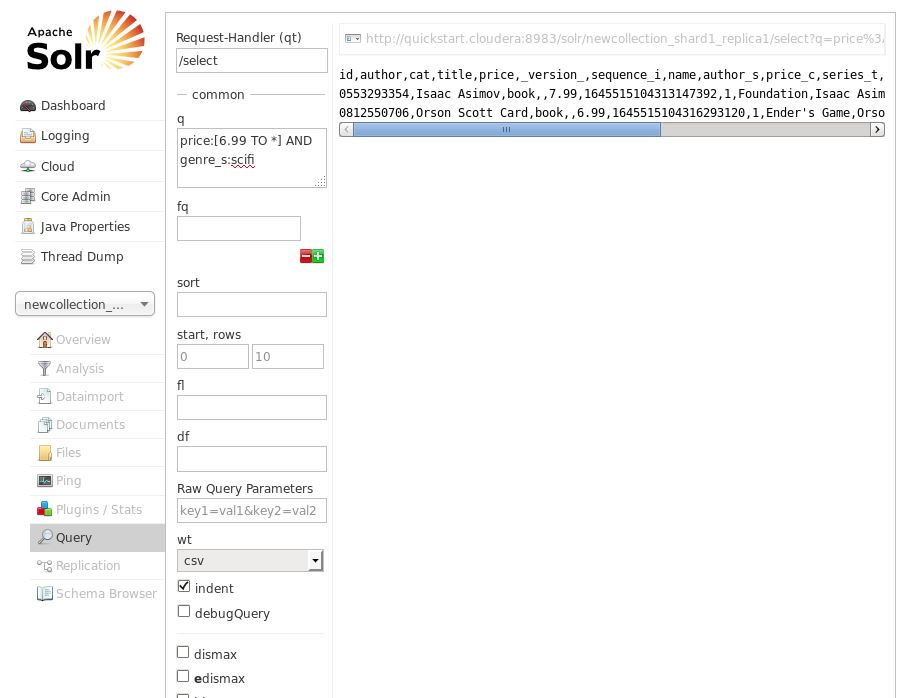 Apache
Solr
Dashboard
Logging
Cloud
Core Admin
Java Properties
Thread Dump
newcollection_...
Overview
Analysis
Dataimport
Documents
Files
Ping
Plugins / Stats
Query
Replication
Schema Browser
Request-Handler (qt)
/select
common
q
price:[6.99 TO *] AND
genre_s:scifi
fq
sort
start, rows
0 10
fl
df
Raw Query Parameters
key1=val1&key2=val2
wt
csv
indent
debugQuery
dismax
edismax
http://quickstart.cloudera:8983/solr/newcollection_shard1_replica1/select?q=price%3
id,author,cat,title,price,_version_,sequence_i,name,author_s,price_c,series_t,
0553293354,Isaac Asimov,book,,7.99,1645515104313147392,1,Foundation,Isaac Asim
0812550706,Orson Scott Card,book,,6.99,1645515104316293120,1,Ender's Game,Orso